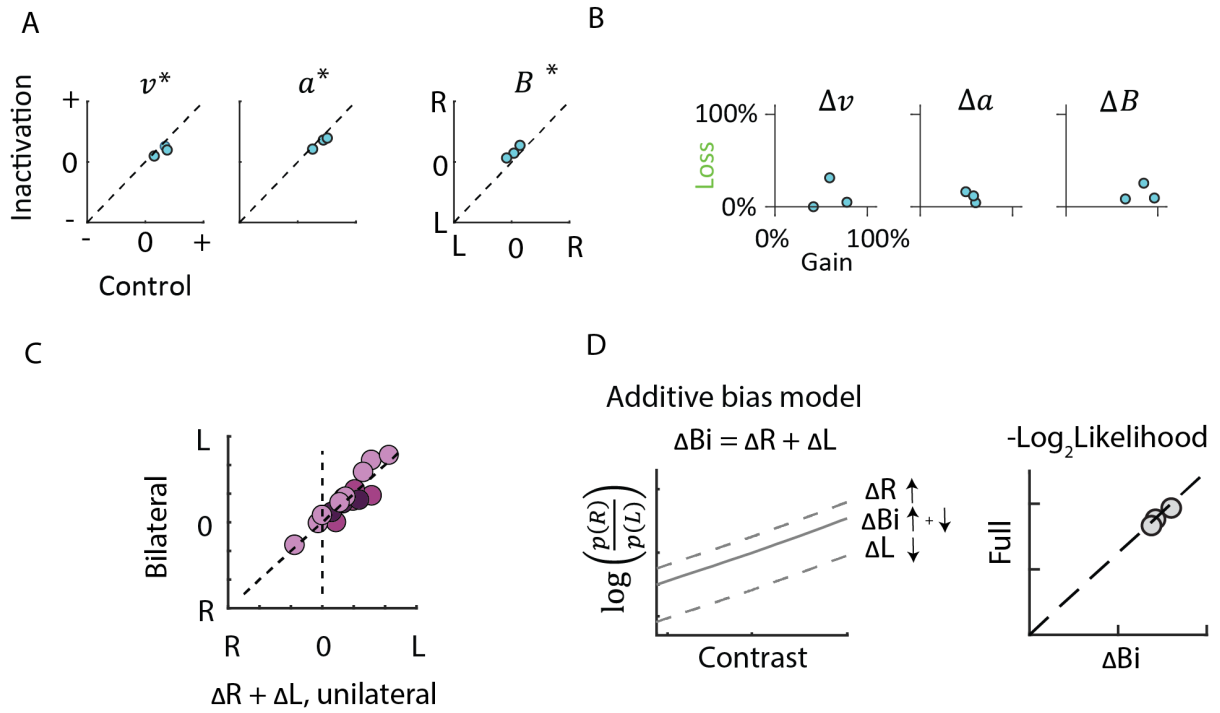 A
B
v*
a*
B *
Inactivation
+
0
-
-
0
+
Control
R
0
L
L
0
R
Δv
Δa
ΔB
100%
Loss
0%
0%
100%
Gain
C
L
Bilateral
0
R
R
0
L
ΔR + ΔL, unilateral
D
Additive bias model
ΔBi = ΔR + ΔL
log(p(R)/p(L))
ΔR ↑
ΔBi ↑ + ↓
ΔL ↓
Contrast
-Log₂Likelihood
Full
ΔBi